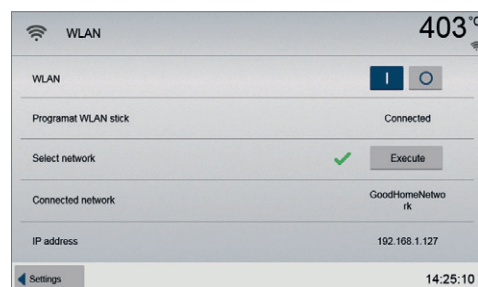 WLAN
403 °C
WLAN
I O
Programat WLAN stick
Connected
Select network
Execute
Connected network
GoodHomeNetwo
rk
IP address
192.168.1.127
Settings
14:25:10